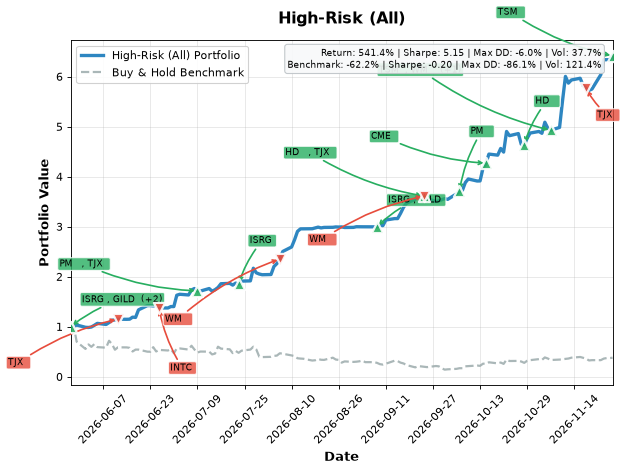 High-Risk (All)
TSM
Return: 541.4% | Sharpe: 5.15 | Max DD: -6.0% | Vol: 37.7%
Benchmark: -62.2% | Sharpe: -0.20 | Max DD: -86.1% | Vol: 121.4%
High-Risk (All) Portfolio
Buy & Hold Benchmark
HD
TJX
PM
CME
HD , TJX
ISRG , GILD
WM
ISRG
PM , TJX
ISRG , GILD (+2)
WM
TJX
INTC
Portfolio Value
6
5
4
3
2
1
0
2026-06-07
2026-06-23
2026-07-09
2026-07-25
2026-08-10
2026-08-26
2026-09-11
2026-09-27
2026-10-13
2026-10-29
2026-11-14
Date